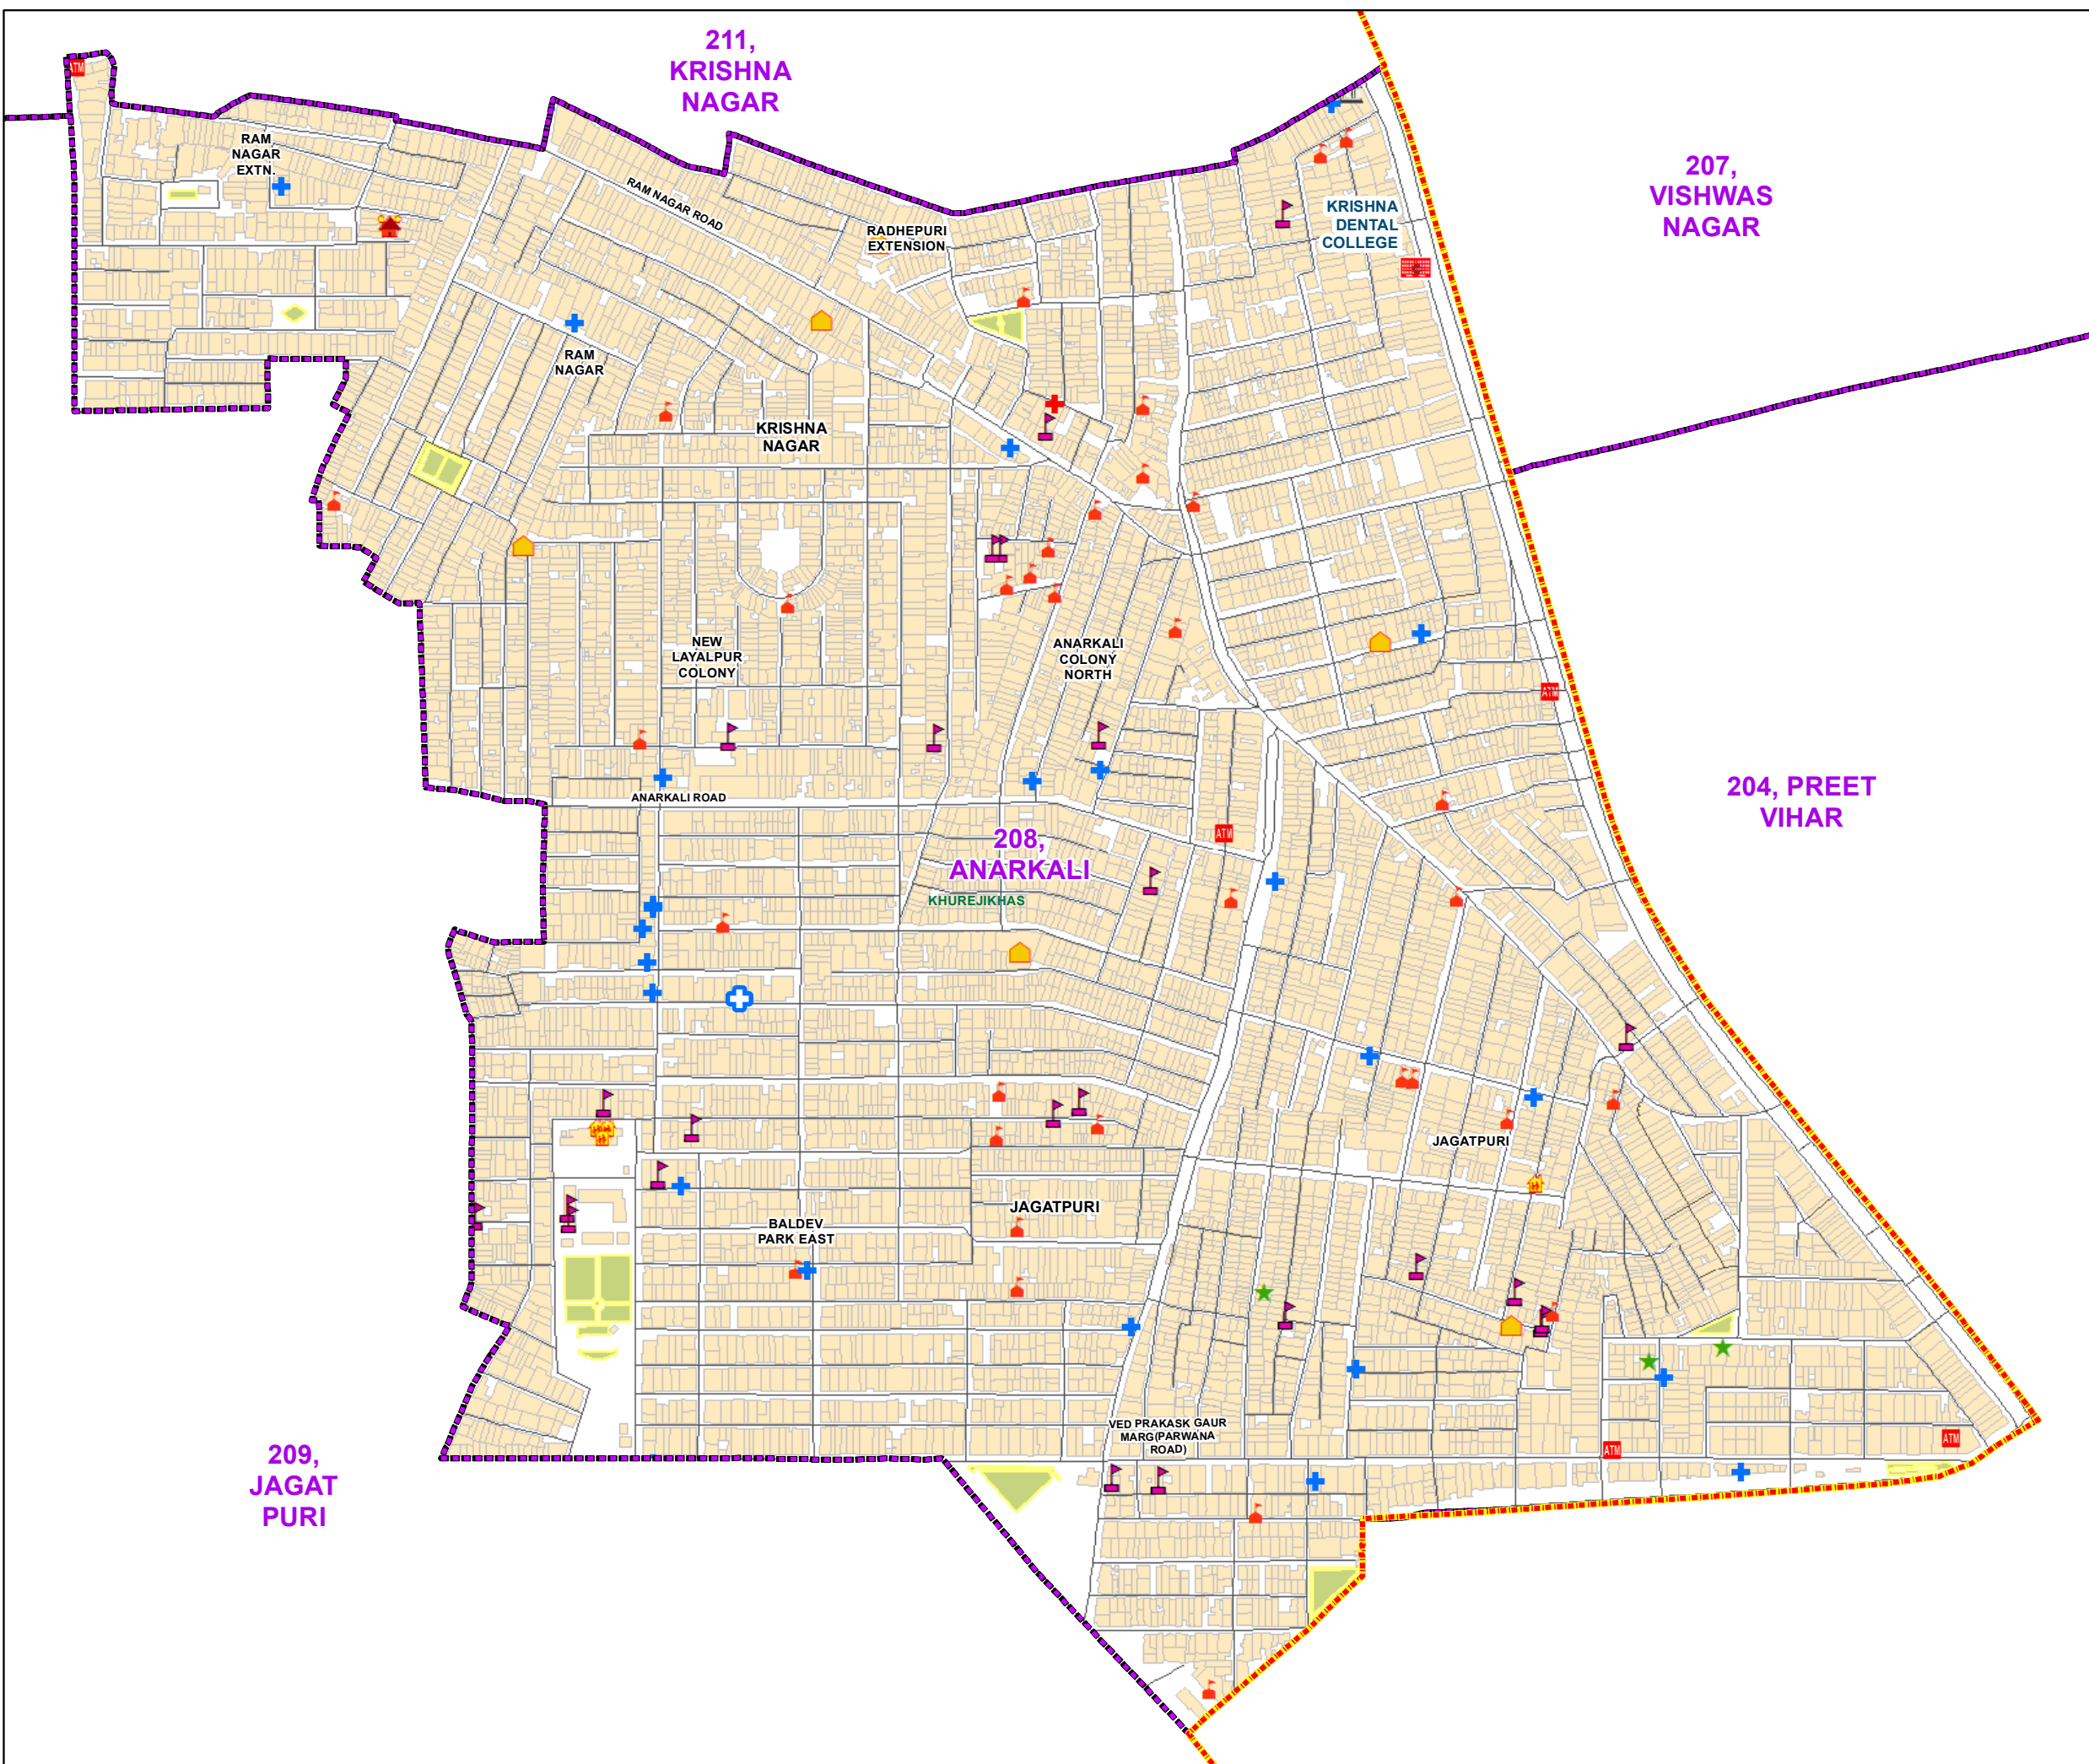 211,
KRISHNA
NAGAR
ATM
RAM
NAGAR
EXTN.
207,
VISHWAS
NAGAR
RAM NAGAR ROAD
KRISHNA
DENTAL
COLLEGE
RADHEPURI
EXTENSION
RAM
NAGAR
KRISHNA
NAGAR
NEW
LAYALPUR
COLONY
ANARKALI
COLONY
NORTH
ATM
204, PREET
VIHAR
ANARKALI ROAD
ATM
208,
ANARKALI
KHUREJIKHAS
JAGATPURI
JAGATPURI
BALDEV
PARK EAST
VED PRAKASK GAUR
MARG(PARWANA
ROAD)
ATM
ATM
209,
JAGAT
PURI